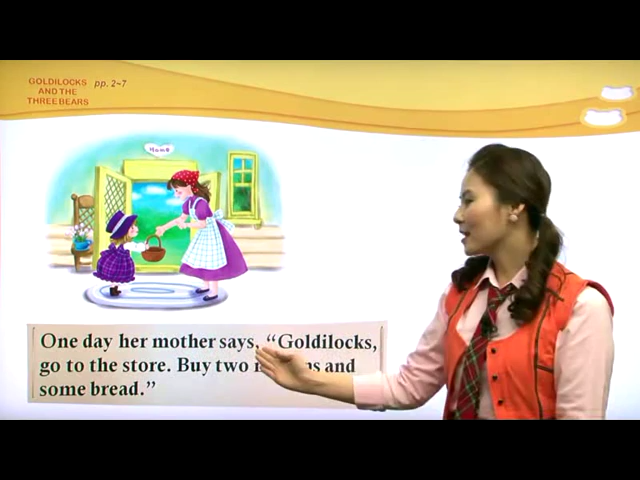 GOLDILOCKS
AND THE
THREE BEARS
pp. 2~7
Home
One day her mother says, “Goldilocks,
go to the store. Buy two and
some bread.”